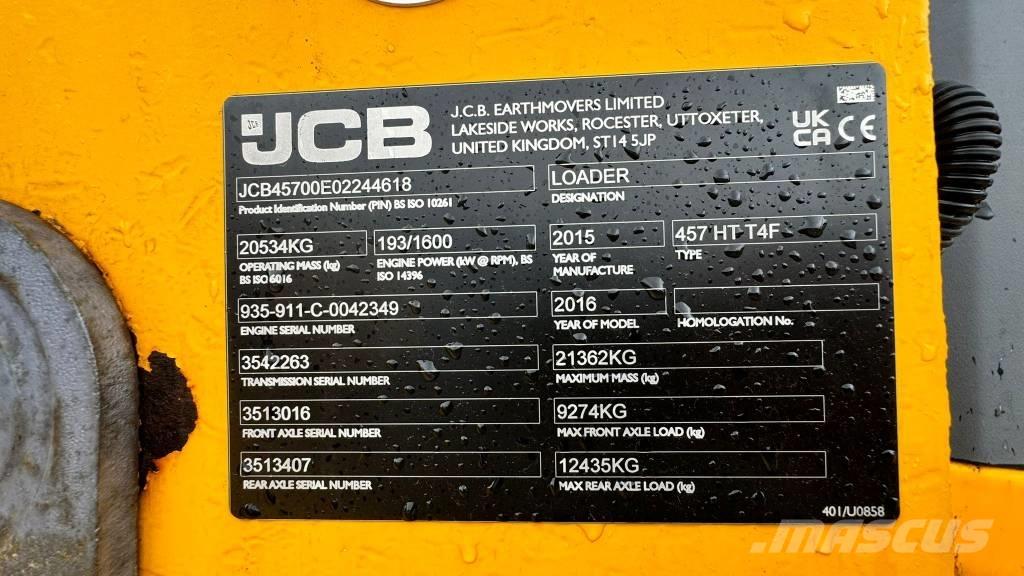 JCB
J.C.B. EARTHMOVERS LIMITED
LAKESIDE WORKS, ROCESTER, UTTOXETER,
UNITED KINGDOM, ST14 5JP
UK
CA CE
JCB45700E02244618
Product Identification Number (PIN) BS ISO 10261
LOADER
DESIGNATION
20534KG
OPERATING MASS (kg)
BS ISO 6016
193/1600
ENGINE POWER (kW @ RPM), BS
ISO 14396
2015
YEAR OF
MANUFACTURE
457 HT T4F
TYPE
935-911-C-0042349
ENGINE SERIAL NUMBER
2016
YEAR OF MODEL
HOMOLOGATION No.
3542263
TRANSMISSION SERIAL NUMBER
21362KG
MAXIMUM MASS (kg)
3513016
FRONT AXLE SERIAL NUMBER
9274KG
MAX FRONT AXLE LOAD (kg)
3513407
REAR AXLE SERIAL NUMBER
12435KG
MAX REAR AXLE LOAD (kg)
401/U0858
MASCUS